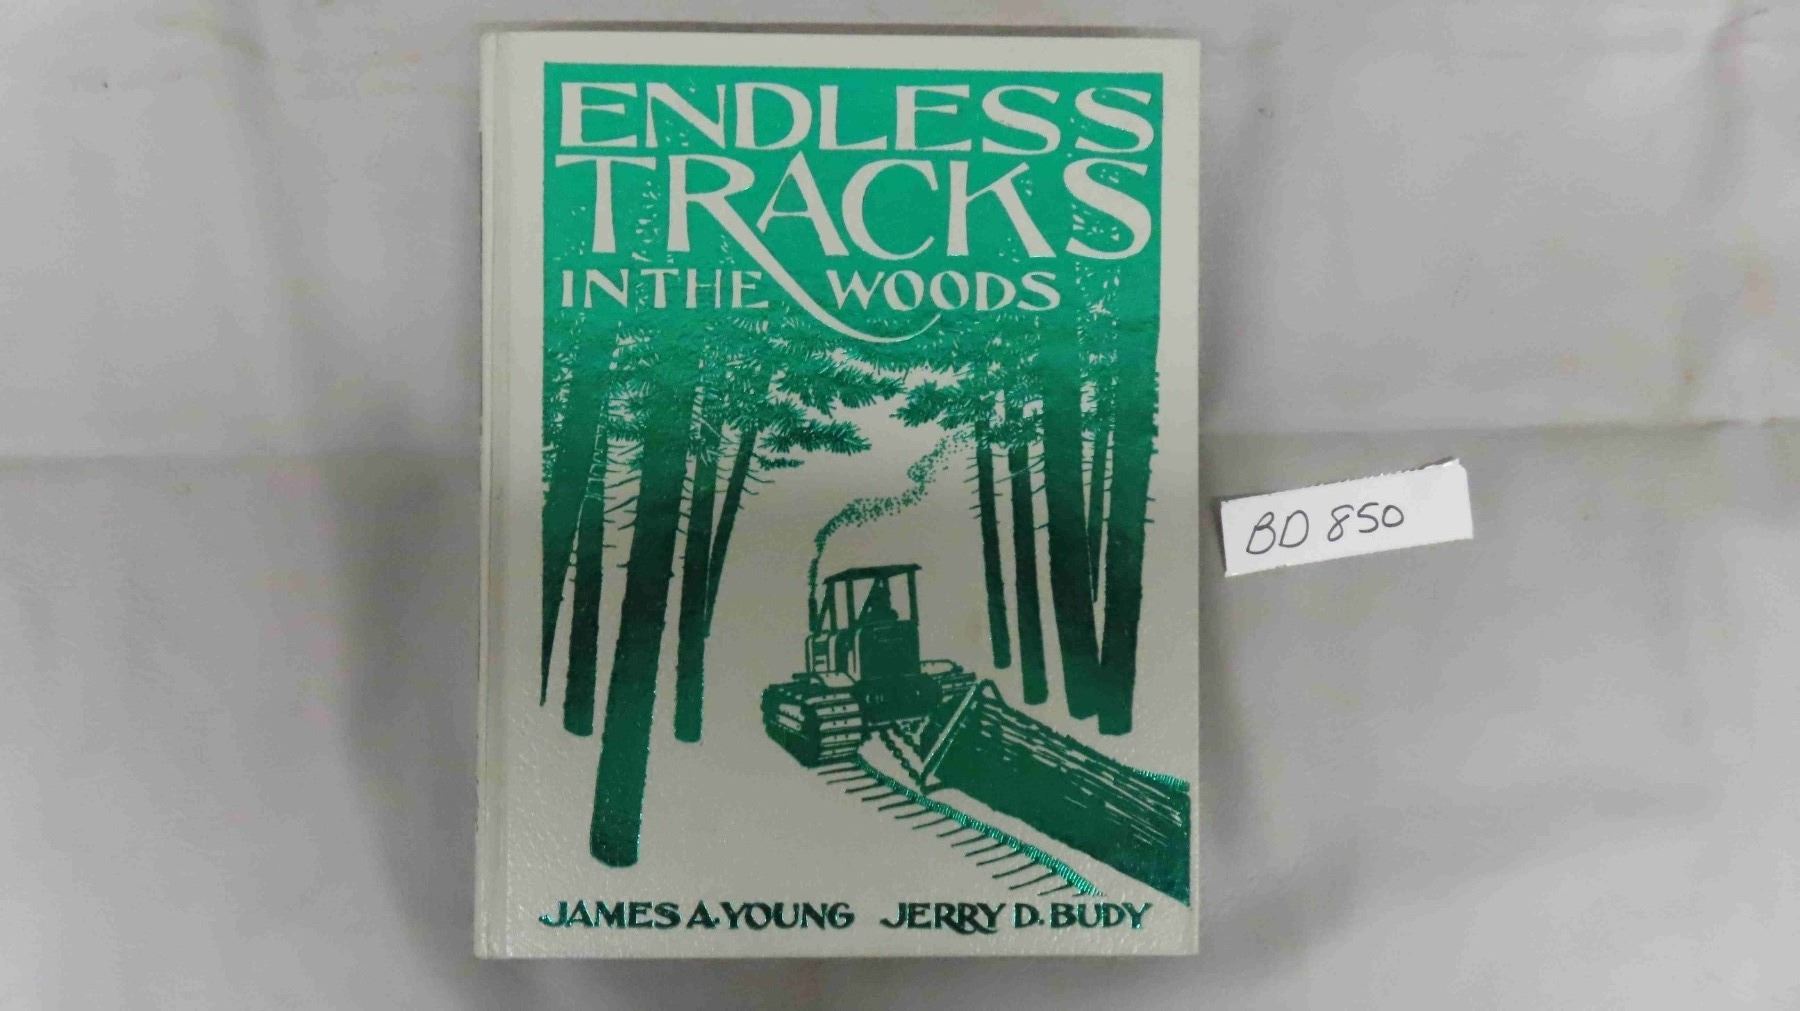 ENDLESS
TRACKS
IN THE WOODS
JAMES A. YOUNG JERRY D. BUDY
BD 850